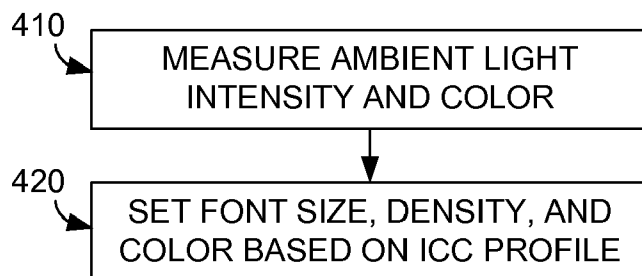 410
MEASURE AMBIENT LIGHT
INTENSITY AND COLOR
420
SET FONT SIZE, DENSITY, AND
COLOR BASED ON ICC PROFILE